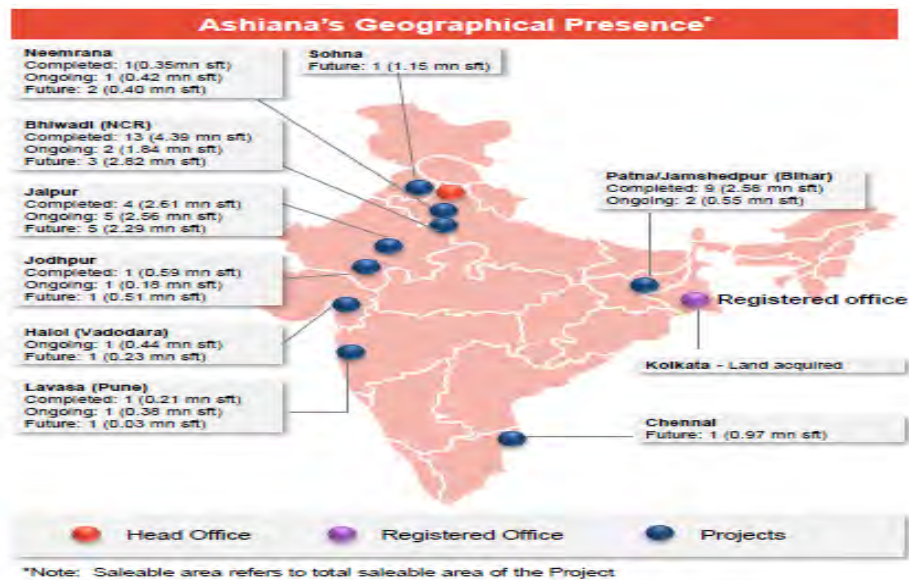 Ashiana's Geographical Presence*
Neemrana
Completed: 1(0.35mn sft)
Ongoing: 1 (0.42 mn sft)
Future: 2 (0.40 mn sft)
Sohna
Future: 1 (1.15 mn sft)
Bhiwadi (NCR)
Completed: 13 (4.39 mn sft)
Ongoing: 2 (1.84 mn sft)
Future: 3 (2.82 mn sft)
Patna/Jamshedpur (Bihar)
Completed: 9 (2.58 mn sft)
Ongoing: 2 (0.55 mn sft)
Jaipur
Completed: 4 (2.61 mn sft)
Ongoing: 5 (2.56 mn sft)
Future: 5 (2.29 mn sft)
Jodhpur
Completed: 1 (0.59 mn sft)
Ongoing: 1 (0.18 mn sft)
Future: 1 (0.51 mn sft)
Registered office
Halol (Vadodara)
Ongoing: 1 (0.44 mn sft)
Future: 1 (0.23 mn sft)
Kolkata - Land acquired
Lavasa (Pune)
Completed: 1 (0.21 mn sft)
Ongoing: 1 (0.38 mn sft)
Future: 1 (0.03 mn sft)
Chennai
Future: 1 (0.97 mn sft)
Head Office
Registered Office
Projects
*Note: Saleable area refers to total saleable area of the Project